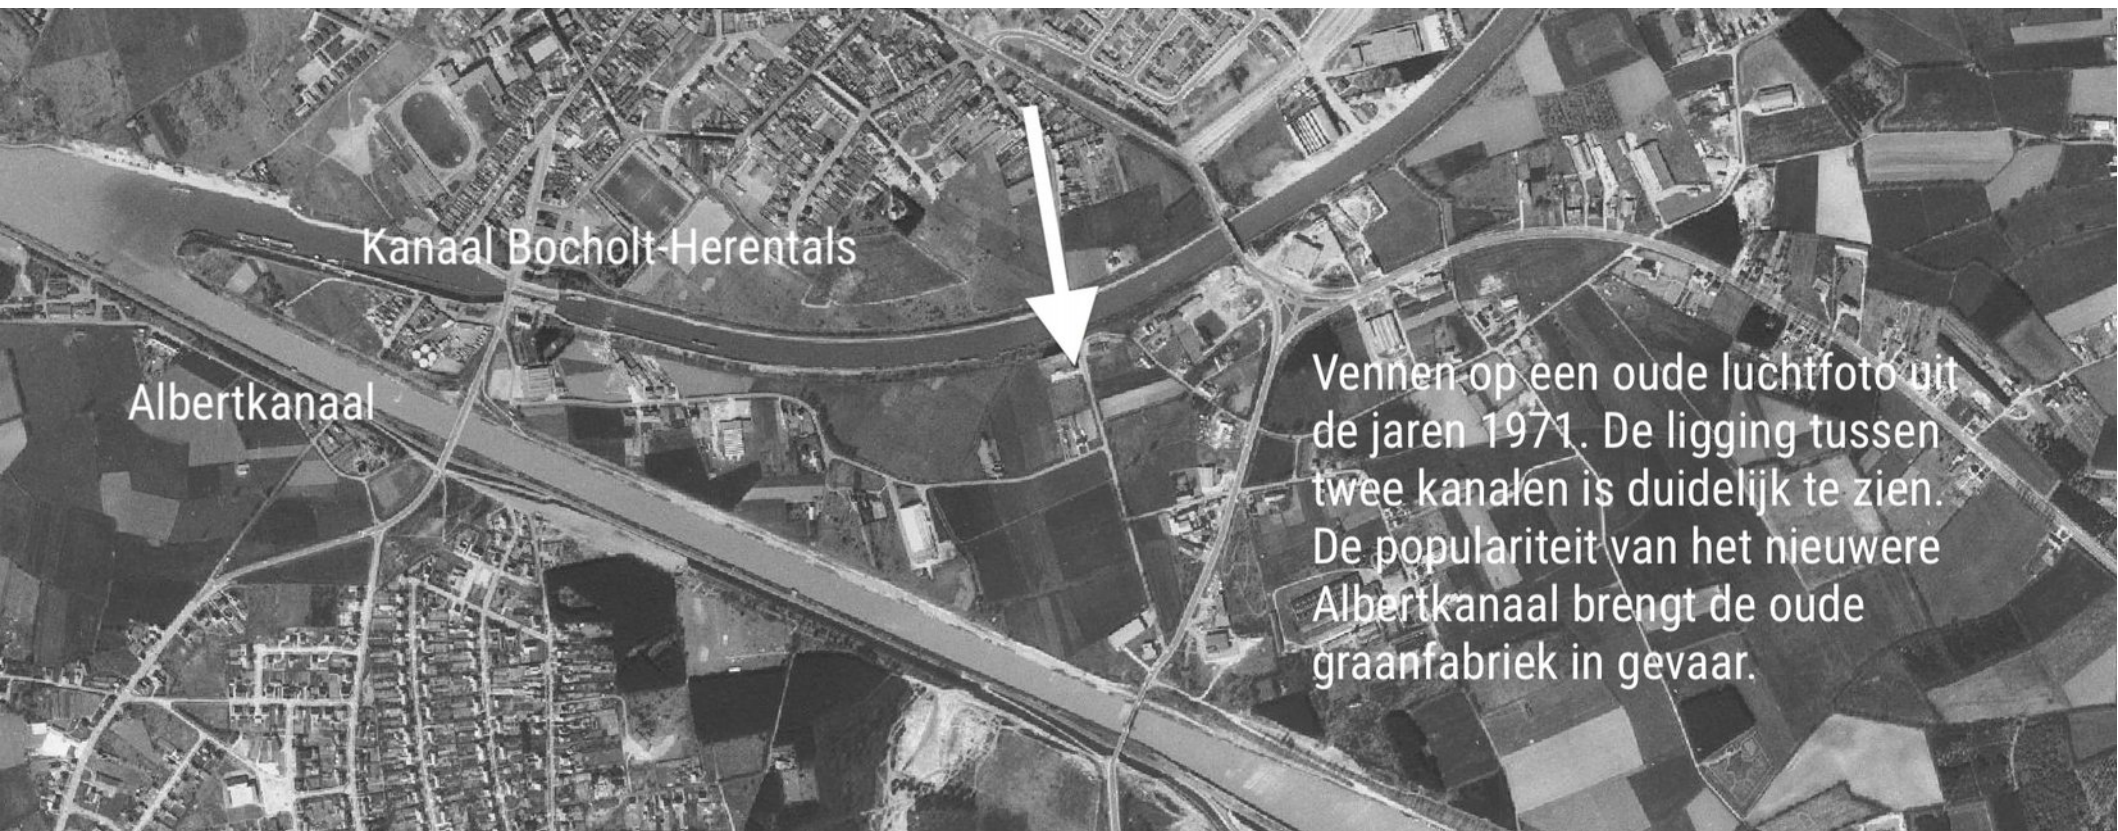 Kanaal Bocholt-Herentals
Albertkanaal
Vennen op een oude luchtfoto uit
de jaren 1971. De ligging tussen
twee kanalen is duidelijk te zien.
De populariteit van het nieuwere
Albertkanaal brengt de oude
graanfabriek in gevaar.